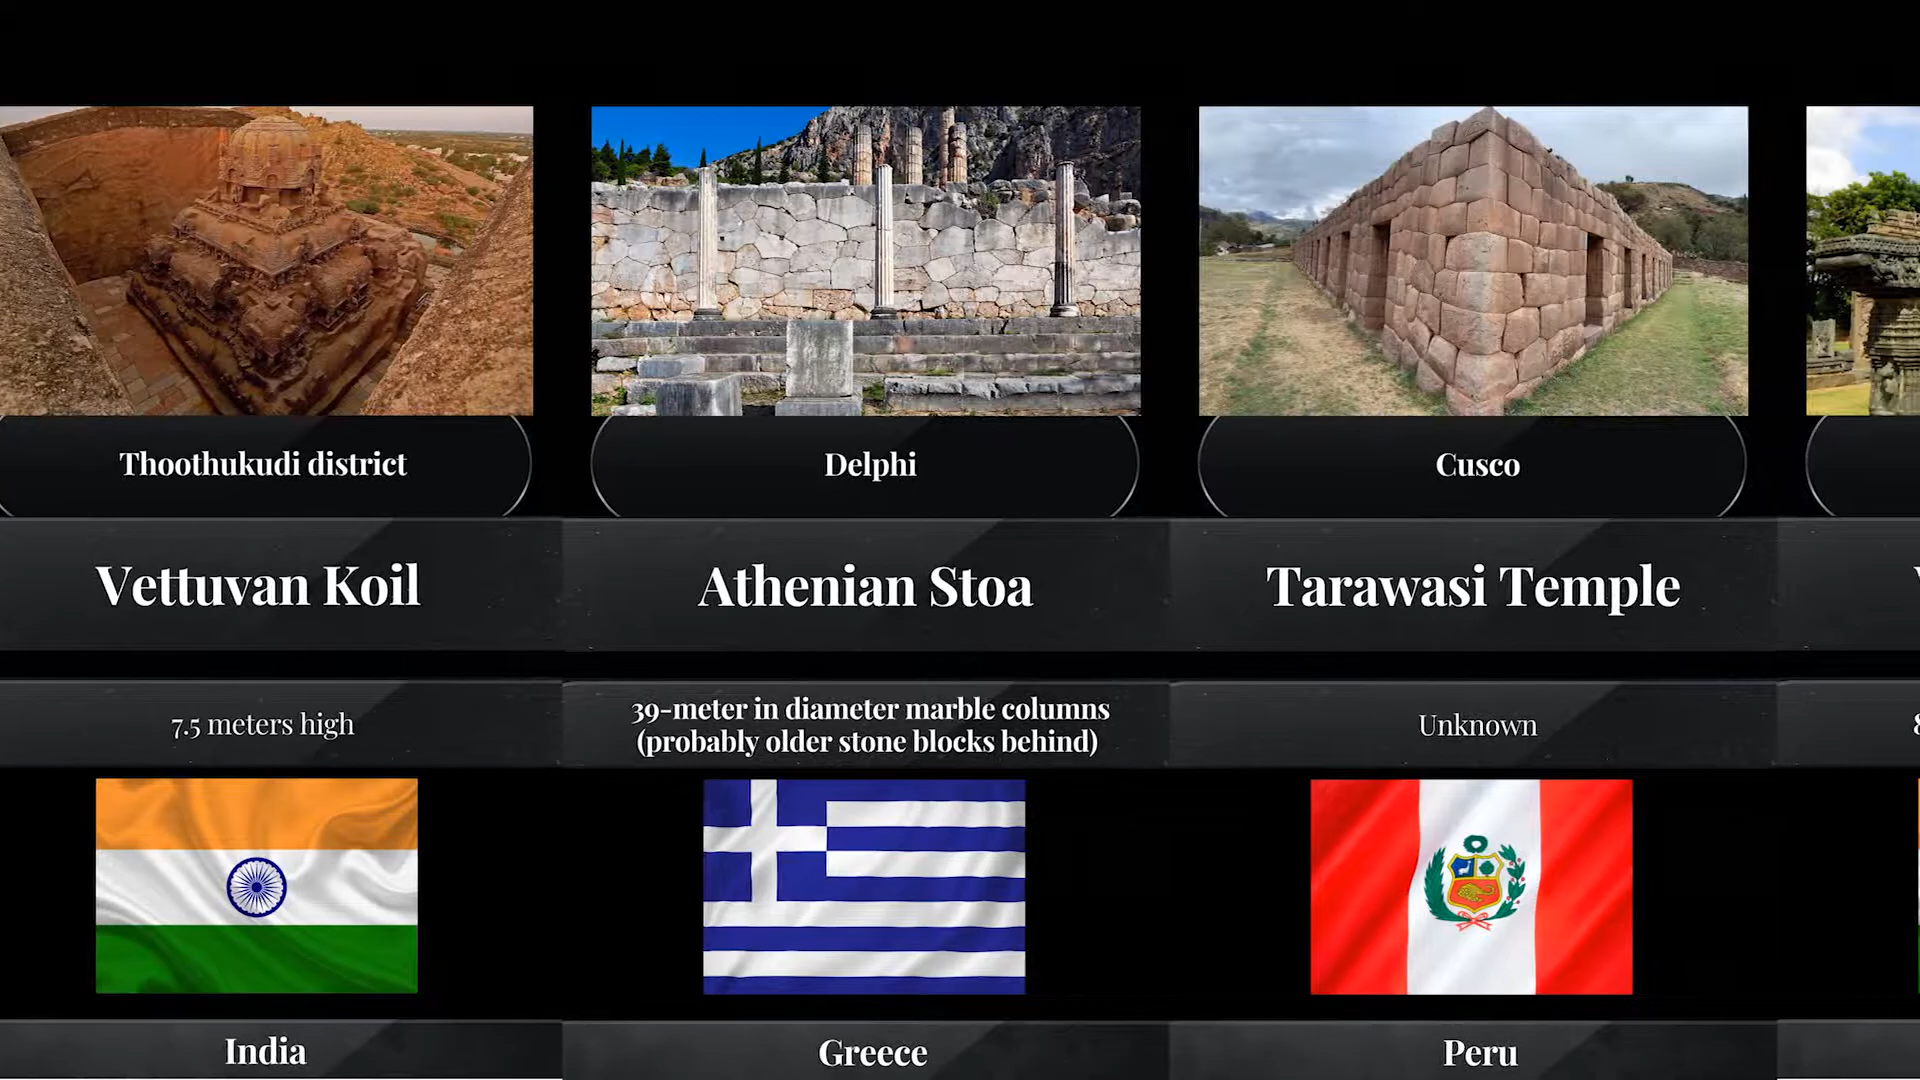 Thoothukudi district
Delphi
Cusco
Vettuvan Koil
Athenian Stoa
Tarawasi Temple
7.5 meters high
39-meter in diameter marble columns
(probably older stone blocks behind)
Unknown
India
Greece
Peru